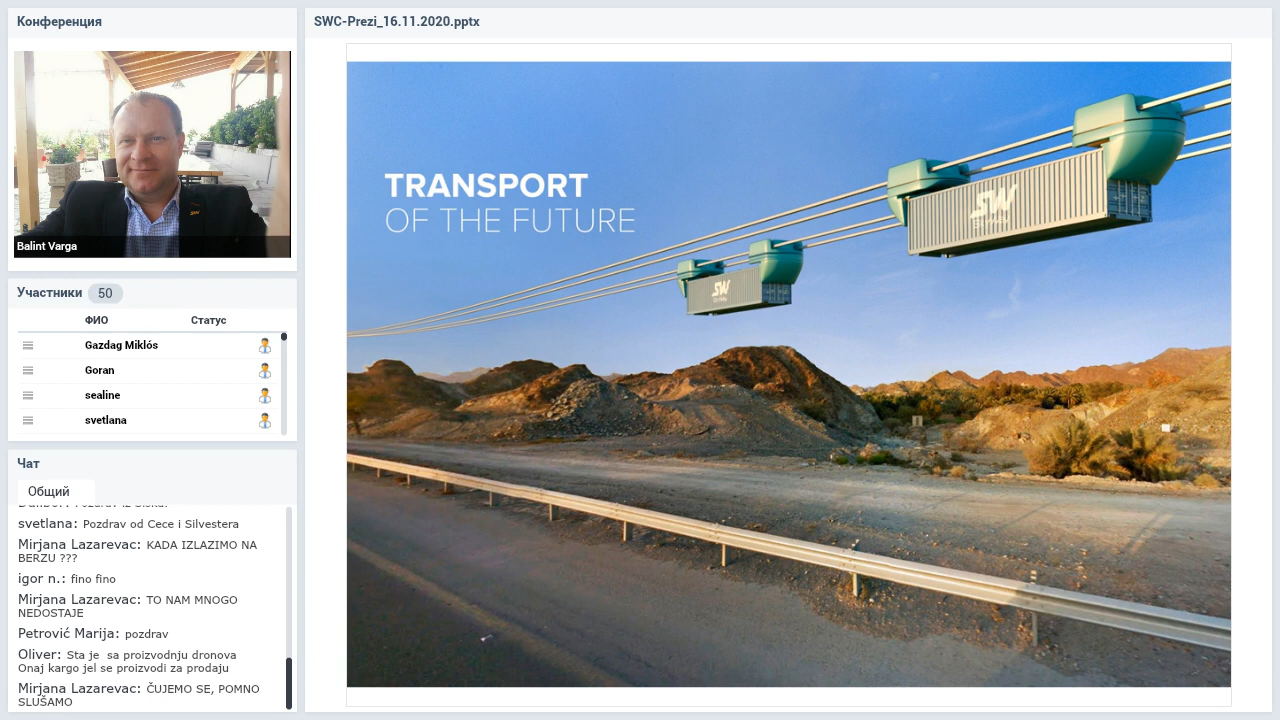 Конференция
Balint Varga
Участники 50
ФИО Статус
Gazdag Miklós
Goran
sealine
svetlana
Чат
Общий
svetlana: Pozdrav od Cece i Silvestera
Mirjana Lazarevac: KADA IZLAZIMO NA
BERZU ???
igor n.: fino fino
Mirjana Lazarevac: TO NAM MNOGO
NEDOSTAJE
Petrović Marija: pozdrav
Oliver: Sta je  sa proizvodnju dronova
Onaj kargo jel se proizvodi za prodaju
Mirjana Lazarevac: ČUJEMO SE, POMNO
SLUŠAMO
SWC-Prezi_16.11.2020.pptx
TRANSPORT
OF THE FUTURE
SW
SW